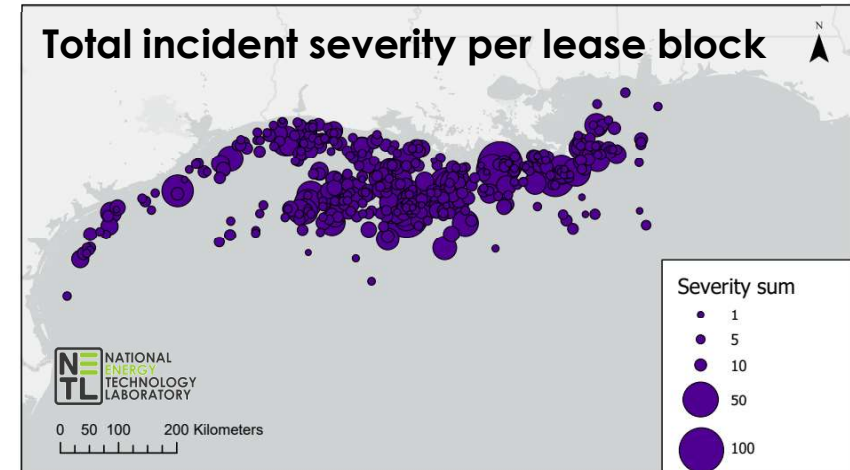 Total incident severity per lease block
N
Severity sum
1
5
10
50
100
NETL
NATIONAL
ENERGY
TECHNOLOGY
LABORATORY
0 50 100 200 Kilometers